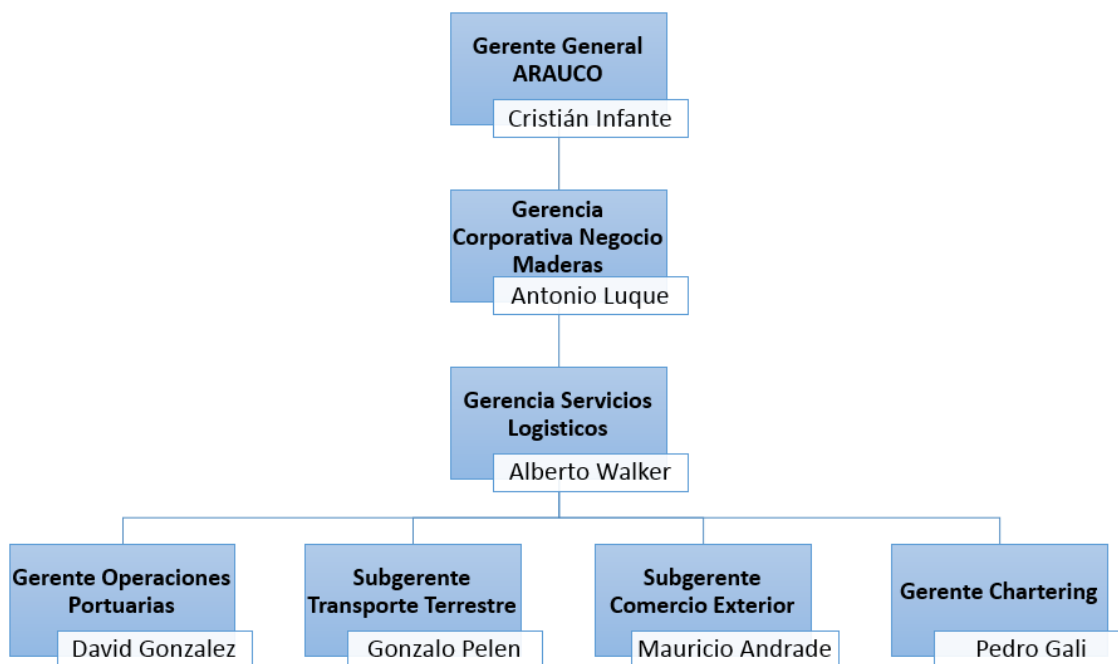 Gerente General
ARAUCO
Cristián Infante
Gerencia
Corporativa Negocio
Maderas
Antonio Luque
Gerencia Servicios
Logisticos
Alberto Walker
Gerente Operaciones
Portuarias
David Gonzalez
Subgerente
Transporte Terrestre
Gonzalo Pelen
Subgerente
Comercio Exterior
Mauricio Andrade
Gerente Chartering
Pedro Gali